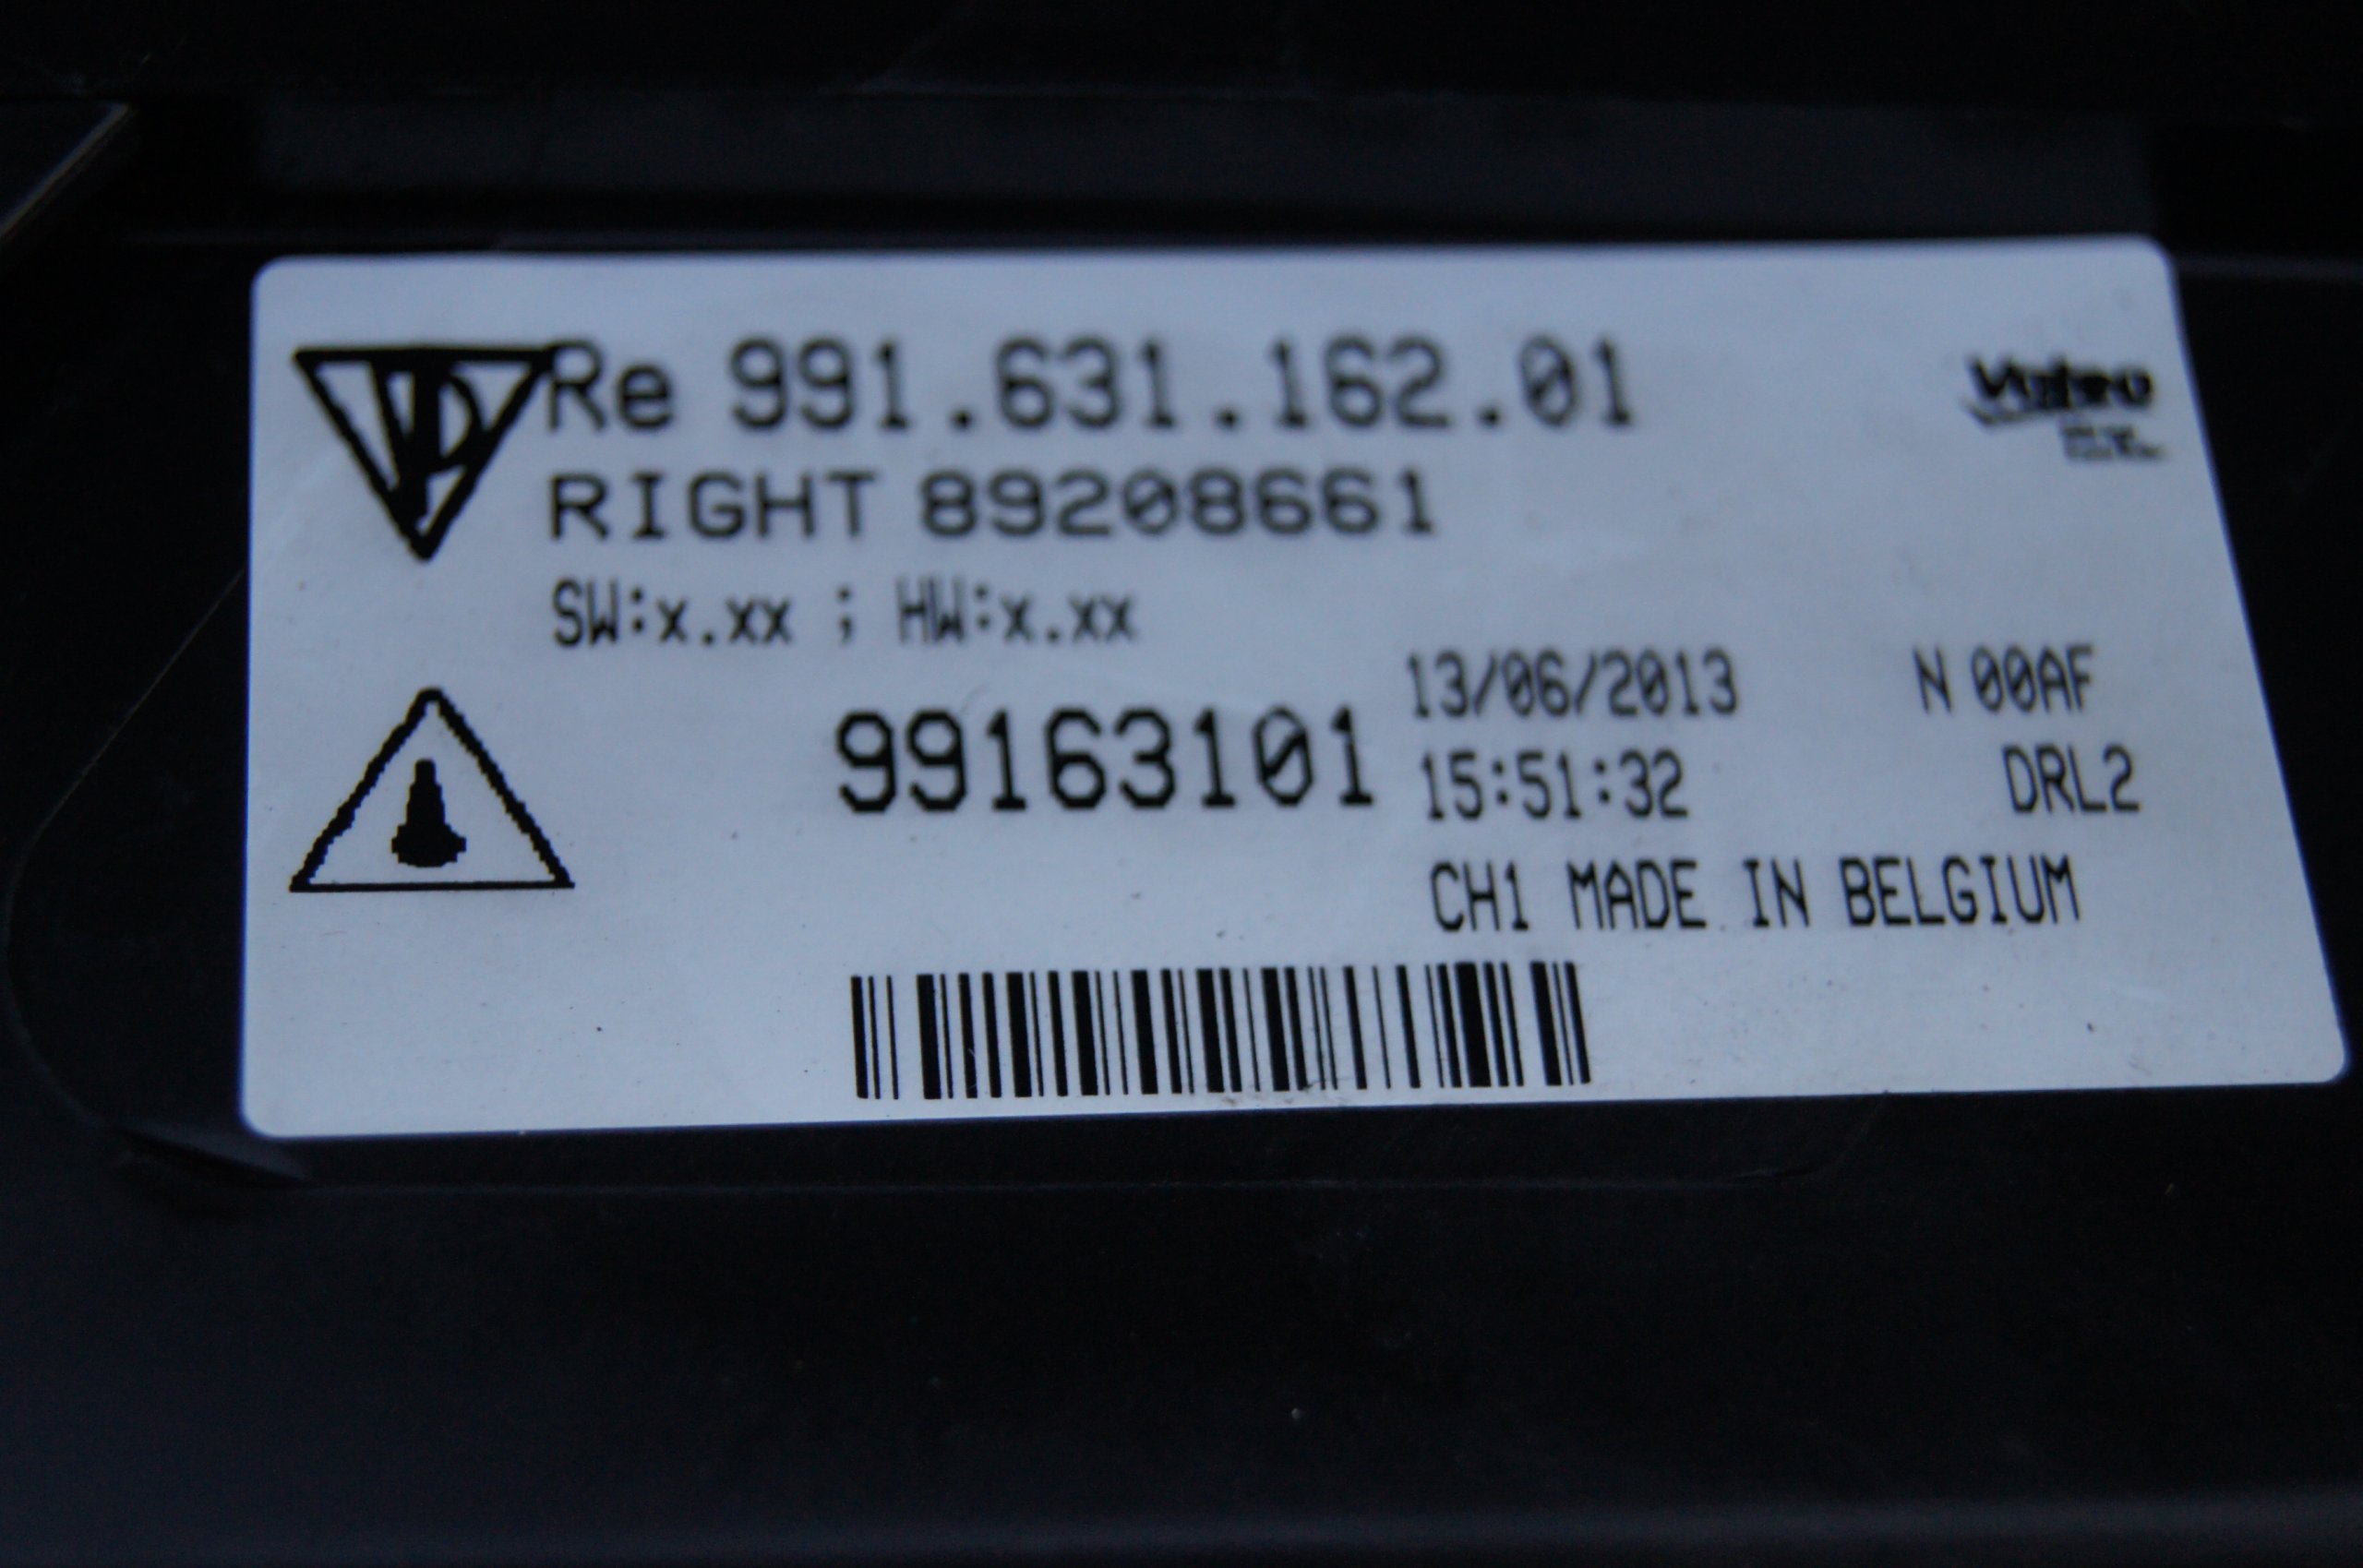 Re 991.631.162.01
Valeo
RIGHT 89208661
SW:x.xx ; HW:x.xx
13/06/2013 N 00AF
99163101
15:51:32 DRL2
CH1 MADE IN BELGIUM